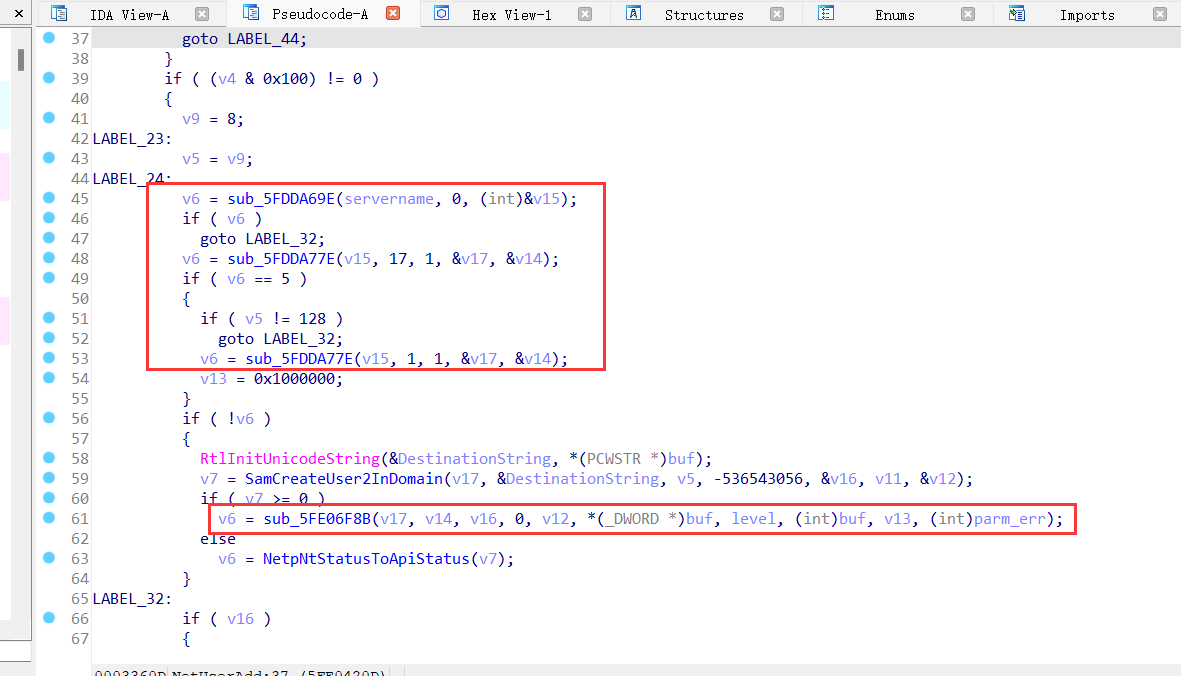 ✕ IDA View-A Pseudocode-A Hex View-1 Structures Enums Imports
37 goto LABEL_44;
38 }
39 if ( (v4 & 0x100) != 0 )
40 {
41 v9 = 8;
42 LABEL_23:
43 v5 = v9;
44 LABEL_24:
45 v6 = sub_5FDDA69E(servername, 0, (int)&v15);
46 if ( v6 )
47 goto LABEL_32;
48 v6 = sub_5FDDA77E(v15, 17, 1, &v17, &v14);
49 if ( v6 == 5 )
50 {
51 if ( v5 != 128 )
52 goto LABEL_32;
53 v6 = sub_5FDDA77E(v15, 1, 1, &v17, &v14);
54 v13 = 0x1000000;
55 }
56 if ( !v6 )
57 {
58 RtlInitUnicodeString(&DestinationString, *(PCWSTR *)buf);
59 v7 = SamCreateUser2InDomain(v17, &DestinationString, v5, -536543056, &v16, v11, &v12);
60 if ( v7 >= 0 )
61 v6 = sub_5FE06F8B(v17, v14, v16, 0, v12, *(_DWORD *)buf, level, (int)buf, v13, (int)parm_err);
62 else
63 v6 = NetpNtStatusToApiStatus(v7);
64 }
65 LABEL_32:
66 if ( v16 )
67 {